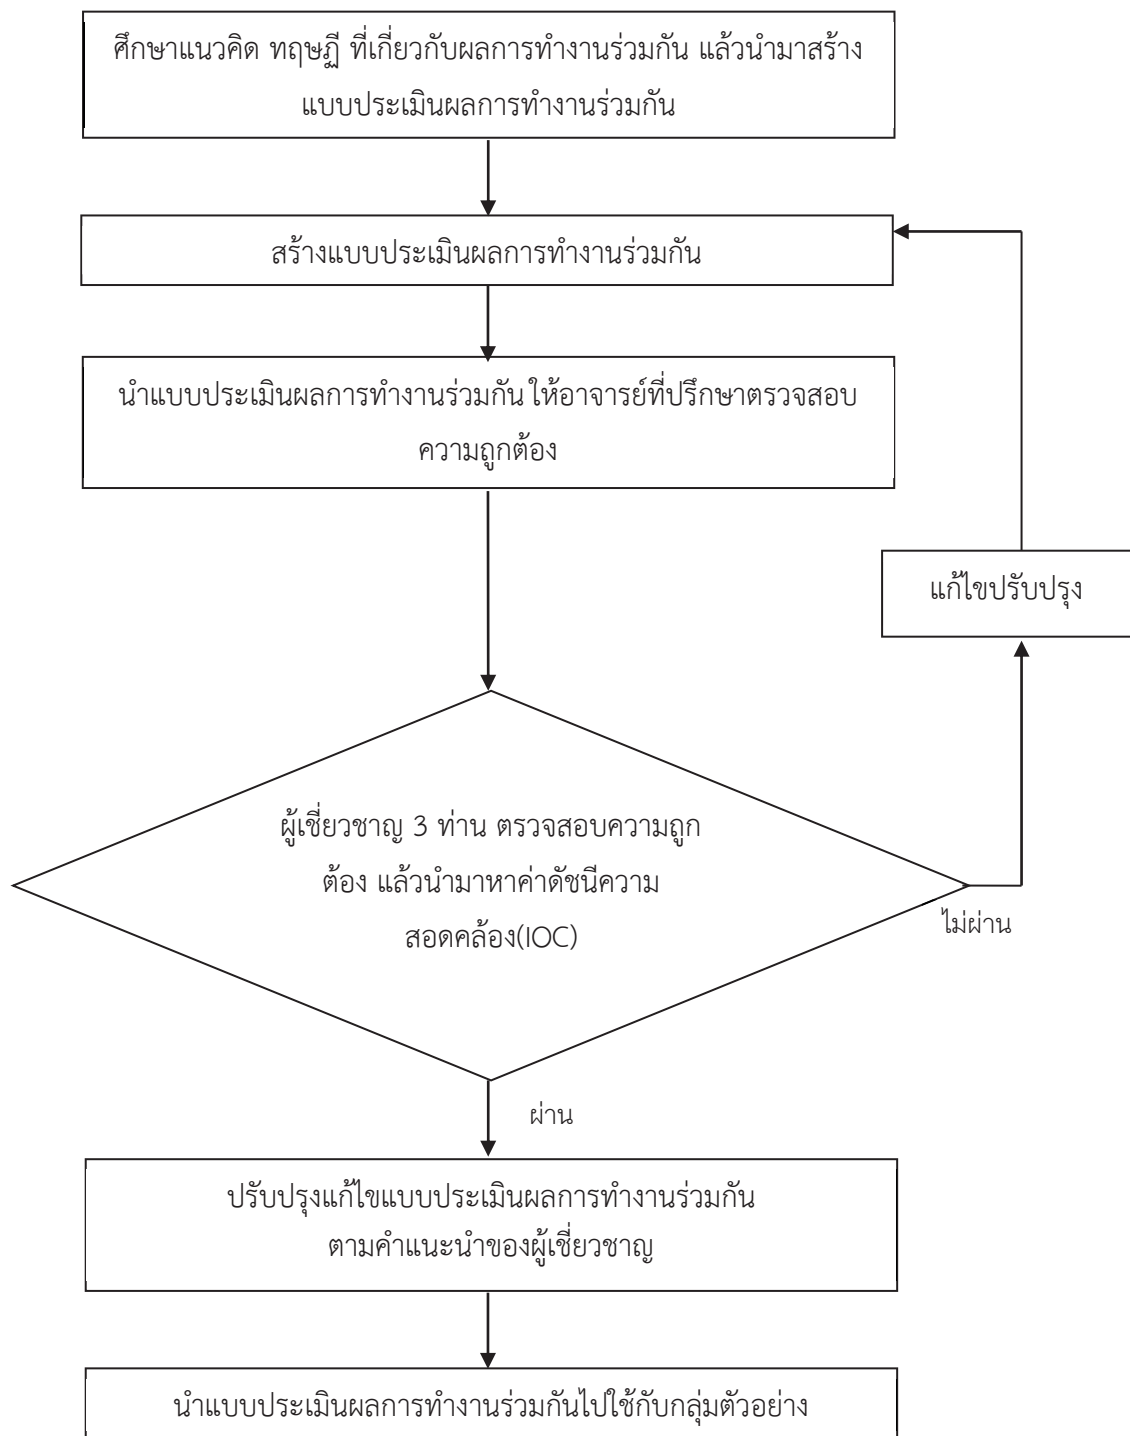 ศึกษาแนวคิด ทฤษฏี ที่เกี่ยวกับผลการทำงานร่วมกัน แล้วนำมาสร้าง
แบบประเมินผลการทำงานร่วมกัน
สร้างแบบประเมินผลการทำงานร่วมกัน
นำแบบประเมินผลการทำงานร่วมกัน ให้อาจารย์ที่ปรึกษาตรวจสอบ
ความถูกต้อง
แก้ไขปรับปรุง
ผู้เชี่ยวชาญ 3 ท่าน ตรวจสอบความถูก
ต้อง แล้วนำมาหาค่าดัชนีความ
สอดคล้อง(IOC)
ไม่ผ่าน
ผ่าน
ปรับปรุงแก้ไขแบบประเมินผลการทำงานร่วมกัน
ตามคำแนะนำของผู้เชี่ยวชาญ
นำแบบประเมินผลการทำงานร่วมกันไปใช้กับกลุ่มตัวอย่าง